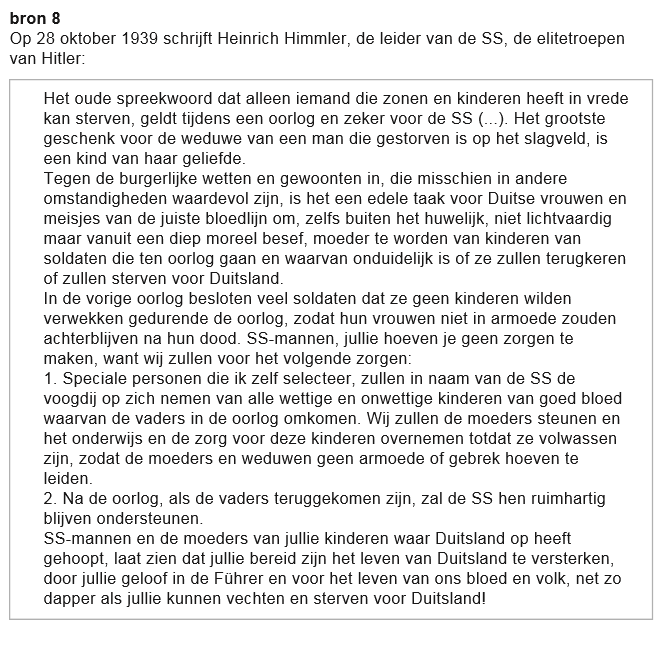 bron 8
Op 28 oktober 1939 schrijft Heinrich Himmler, de leider van de SS, de elitetroepen
van Hitler:
Het oude spreekwoord dat alleen iemand die zonen en kinderen heeft in vrede
kan sterven, geldt tijdens een oorlog en zeker voor de SS (...). Het grootste
geschenk voor de weduwe van een man die gestorven is op het slagveld, is
een kind van haar geliefde.
Tegen de burgerlijke wetten en gewoonten in, die misschien in andere
omstandigheden waardevol zijn, is het een edele taak voor Duitse vrouwen en
meisjes van de juiste bloedlijn om, zelfs buiten het huwelijk, niet lichtvaardig
maar vanuit een diep moreel besef, moeder te worden van kinderen van
soldaten die ten oorlog gaan en waarvan onduidelijk is of ze zullen terugkeren
of zullen sterven voor Duitsland.
In de vorige oorlog besloten veel soldaten dat ze geen kinderen wilden
verwekken gedurende de oorlog, zodat hun vrouwen niet in armoede zouden
achterblijven na hun dood. SS-mannen, jullie hoeven je geen zorgen te
maken, want wij zullen voor het volgende zorgen:
1. Speciale personen die ik zelf selecteer, zullen in naam van de SS de
voogdij op zich nemen van alle wettige en onwettige kinderen van goed bloed
waarvan de vaders in de oorlog omkomen. Wij zullen de moeders steunen en
het onderwijs en de zorg voor deze kinderen overnemen totdat ze volwassen
zijn, zodat de moeders en weduwen geen armoede of gebrek hoeven te
leiden.
2. Na de oorlog, als de vaders teruggekomen zijn, zal de SS hen ruimhartig
blijven ondersteunen.
SS-mannen en de moeders van jullie kinderen waar Duitsland op heeft
gehoopt, laat zien dat jullie bereid zijn het leven van Duitsland te versterken,
door jullie geloof in de Führer en voor het leven van ons bloed en volk, net zo
dapper als jullie kunnen vechten en sterven voor Duitsland!